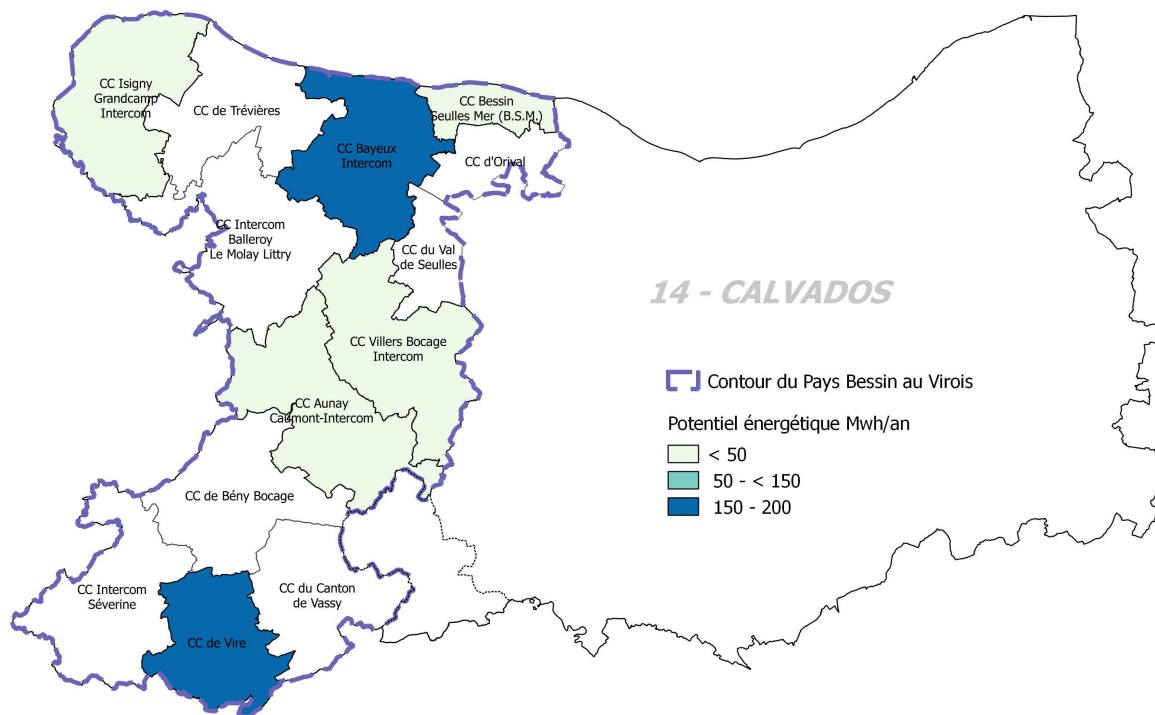 CC Isigny
Grandcamp
Intercom
CC de Trévières
CC Bessin
Seulles Mer (B.S.M.)
CC Bayeux
Intercom
CC d'Orival
CC Intercom
Balleroy
Le Molay Littry
CC du Val
de Seulles
14 - CALVADOS
CC Villers Bocage
Intercom
CC Aunay
Caumont-Intercom
CC de Bény Bocage
CC Intercom
Séverine
CC du Canton
de Vassy
CC de Vire
Contour du Pays Bessin au Virois
Potentiel énergétique Mwh/an
< 50
50 - < 150
150 - 200